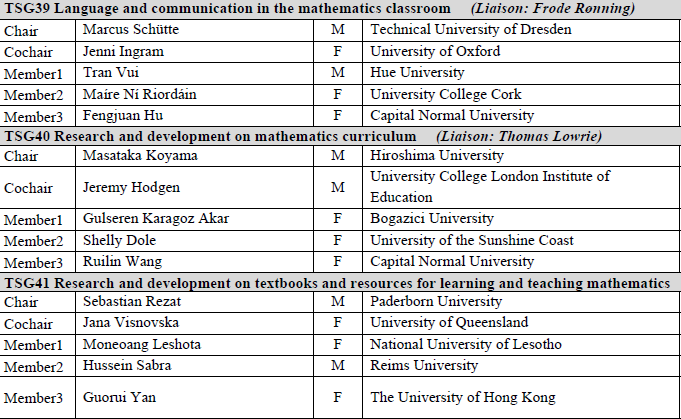 TSG39 Language and communication in the mathematics classroom (Liaison: Frode Rønning)
Chair Marcus Schütte M Technical University of Dresden
Cochair Jenni Ingram F University of Oxford
Member1 Tran Vui M Hue University
Member2 Maíre Ní Riordáin F University College Cork
Member3 Fengjuan Hu F Capital Normal University
TSG40 Research and development on mathematics curriculum (Liaison: Thomas Lowrie)
Chair Masataka Koyama M Hiroshima University
Cochair Jeremy Hodgen M University College London Institute of
Education
Member1 Gulseren Karagoz Akar F Bogazici University
Member2 Shelly Dole F University of the Sunshine Coast
Member3 Ruilin Wang F Capital Normal University
TSG41 Research and development on textbooks and resources for learning and teaching mathematics
Chair Sebastian Rezat M Paderborn University
Cochair Jana Visnovska F University of Queensland
Member1 Moneoang Leshota F National University of Lesotho
Member2 Hussein Sabra M Reims University
Member3 Guorui Yan F The University of Hong Kong